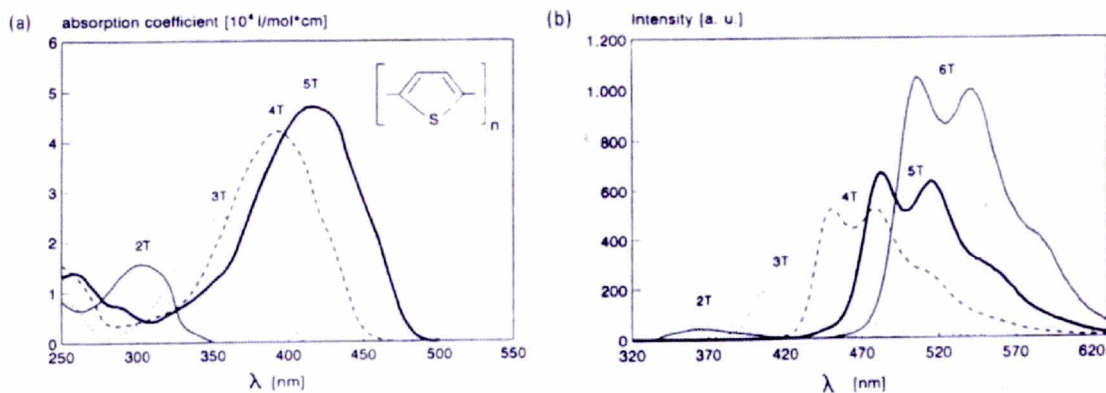 (a) absorption coefficient [10⁴ l/mol*cm]
6
5
4
3
2
1
0
2T
3T
4T
5T
S
n
250 300 350 400 450 500 550
λ [nm]
(b) Intensity [a. u.]
1.200
1.000
800
600
400
200
0.000
2T
3T
4T
5T
6T
320 370 420 470 520 570 620
λ [nm]